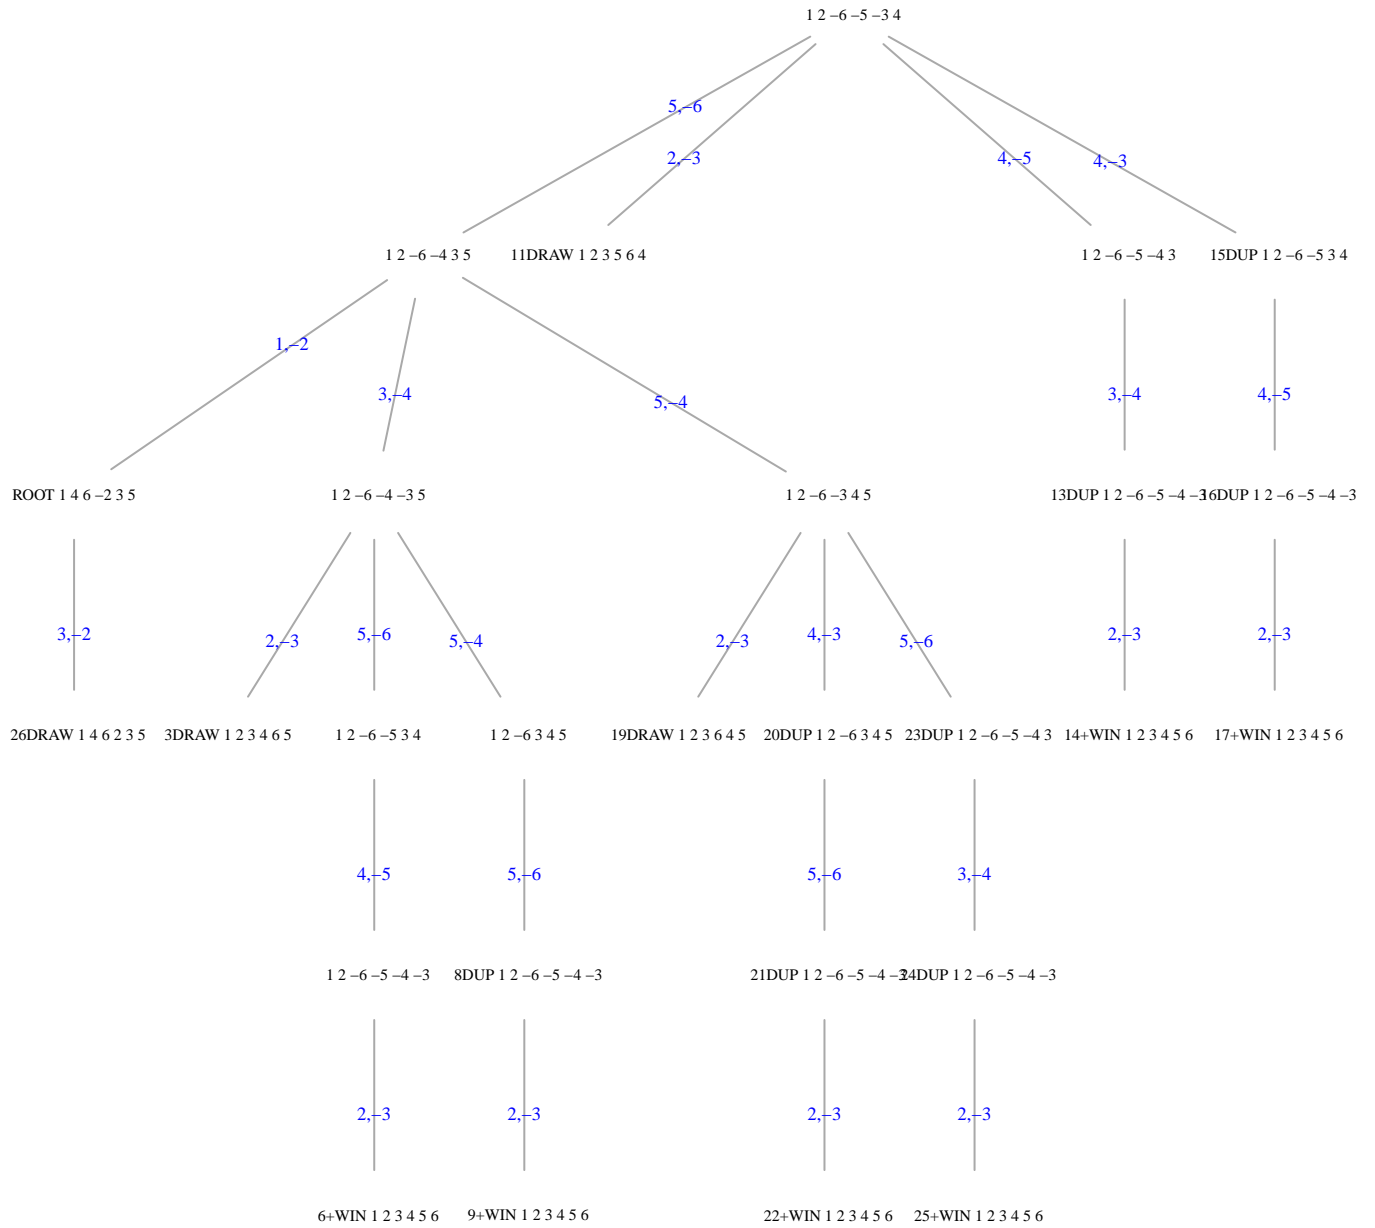 1 2 −6 −5 −3 4
5,−6
2,−3
4,−5
4,−3
1 2 −6 −4 3 5
11DRAW 1 2 3 5 6 4
1 2 −6 −5 −4 3
15DUP 1 2 −6 −5 3 4
1,−2
3,−4
5,−4
3,−4
4,−5
ROOT 1 4 6 −2 3 5
1 2 −6 −4 −3 5
1 2 −6 −3 4 5
13DUP 1 2 −6 −5 −4 −3
16DUP 1 2 −6 −5 −4 −3
3,−2
2,−3
5,−6
5,−4
2,−3
4,−3
5,−6
2,−3
2,−3
26DRAW 1 4 6 2 3 5
3DRAW 1 2 3 4 6 5
1 2 −6 −5 3 4
1 2 −6 3 4 5
19DRAW 1 2 3 6 4 5
20DUP 1 2 −6 3 4 5
23DUP 1 2 −6 −5 −4 3
14+WIN 1 2 3 4 5 6
17+WIN 1 2 3 4 5 6
4,−5
5,−6
5,−6
3,−4
1 2 −6 −5 −4 −3
8DUP 1 2 −6 −5 −4 −3
21DUP 1 2 −6 −5 −4 −3
24DUP 1 2 −6 −5 −4 −3
2,−3
2,−3
2,−3
2,−3
6+WIN 1 2 3 4 5 6
9+WIN 1 2 3 4 5 6
22+WIN 1 2 3 4 5 6
25+WIN 1 2 3 4 5 6